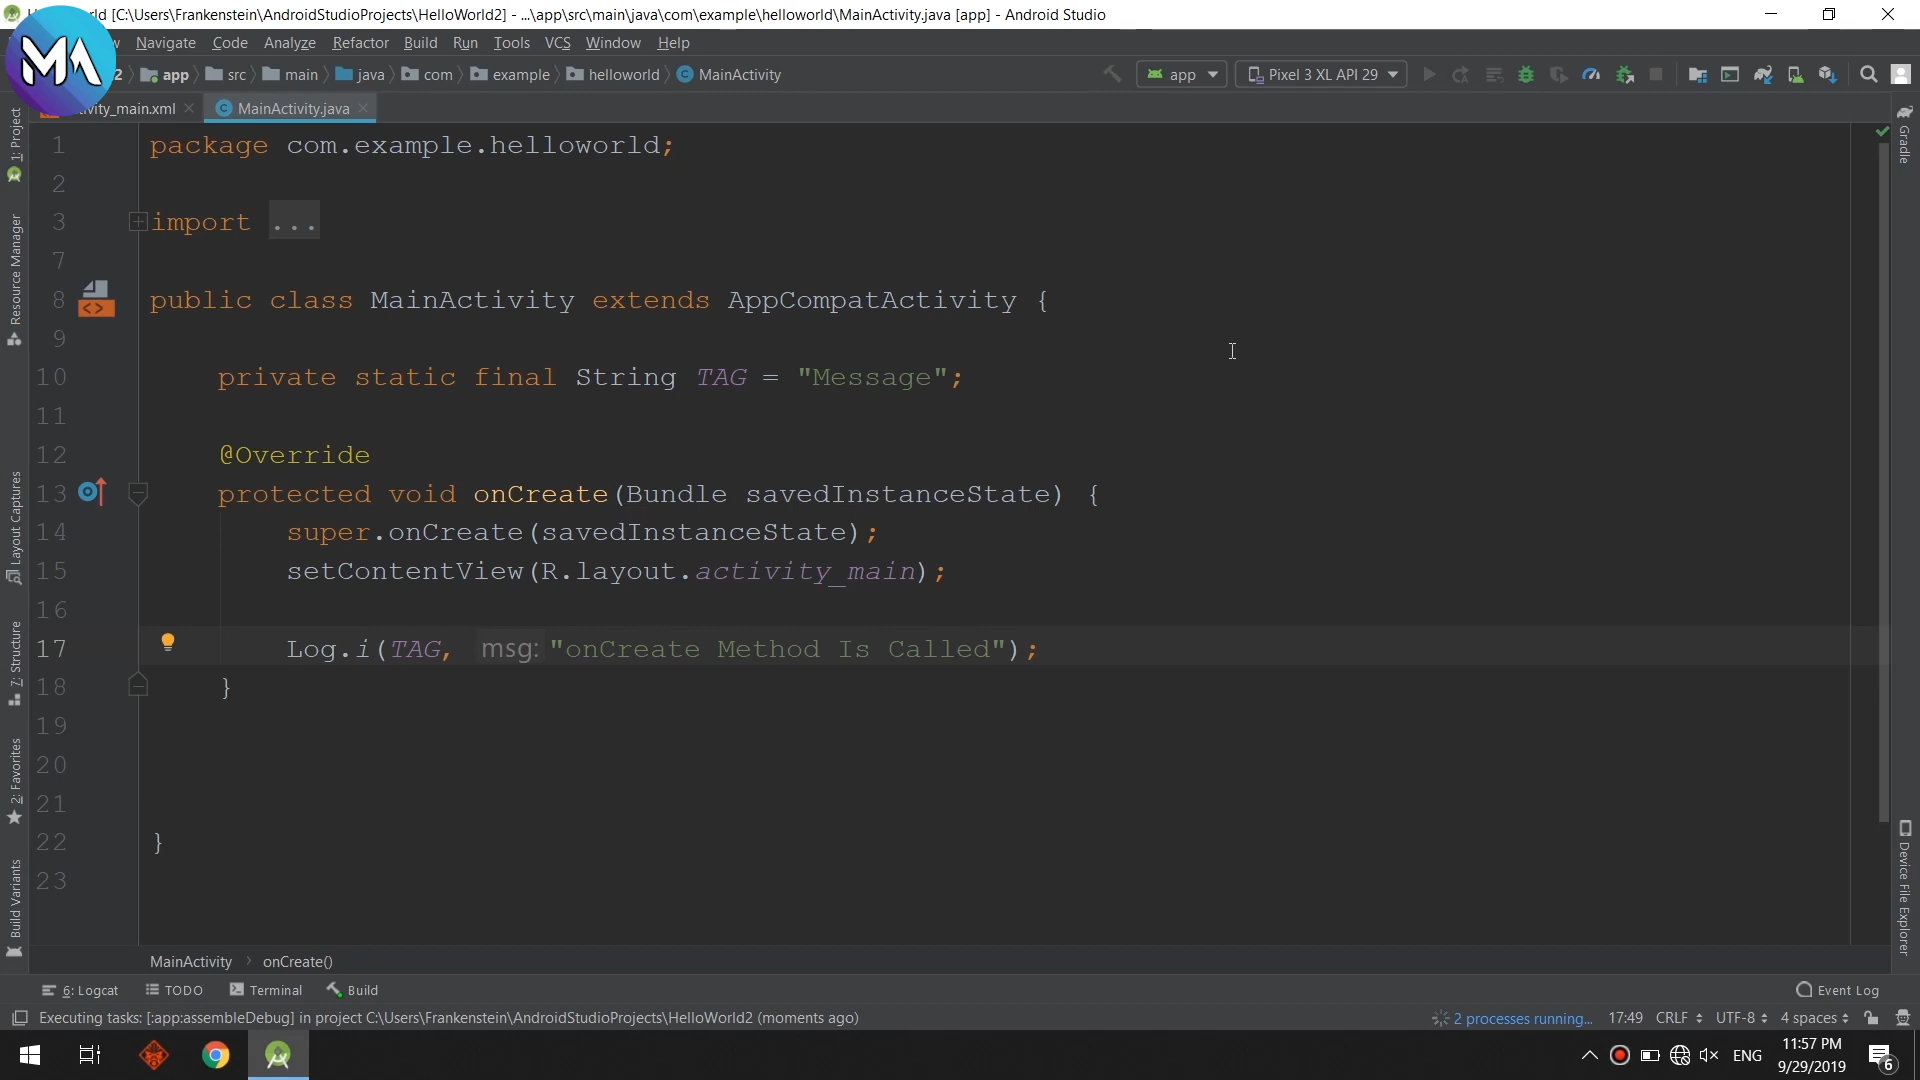 [C:\Users\Frankenstein\AndroidStudioProjects\HelloWorld2] - ...\app\src\main\java\com\example\helloworld\MainActivity.java [app] - Android Studio
MA
Navigate Code Analyze Refactor Build Run Tools VCS Window Help
2 app src main java com example helloworld MainActivity
app Pixel 3 XL API 29
MainActivity.java
1 package com.example.helloworld;
2
3 import ...
7
8 public class MainActivity extends AppCompatActivity {
9
10 private static final String TAG = "Message";
11
12 @Override
13 protected void onCreate(Bundle savedInstanceState) {
14 super.onCreate(savedInstanceState);
15 setContentView(R.layout.activity_main);
16
17 Log.i(TAG, msg: "onCreate Method Is Called");
18 }
19
20
21
22 }
23
1: Project
Resource Manager
Layout Captures
7: Structure
2: Favorites
Build Variants
Gradle
Device File Explorer
MainActivity > onCreate()
6: Logcat TODO Terminal Build
Event Log
Executing tasks: [:app:assembleDebug] in project C:\Users\Frankenstein\AndroidStudioProjects\HelloWorld2 (moments ago)
2 processes running... 17:49 CRLF UTF-8 4 spaces
ENG
11:57 PM
9/29/2019
6